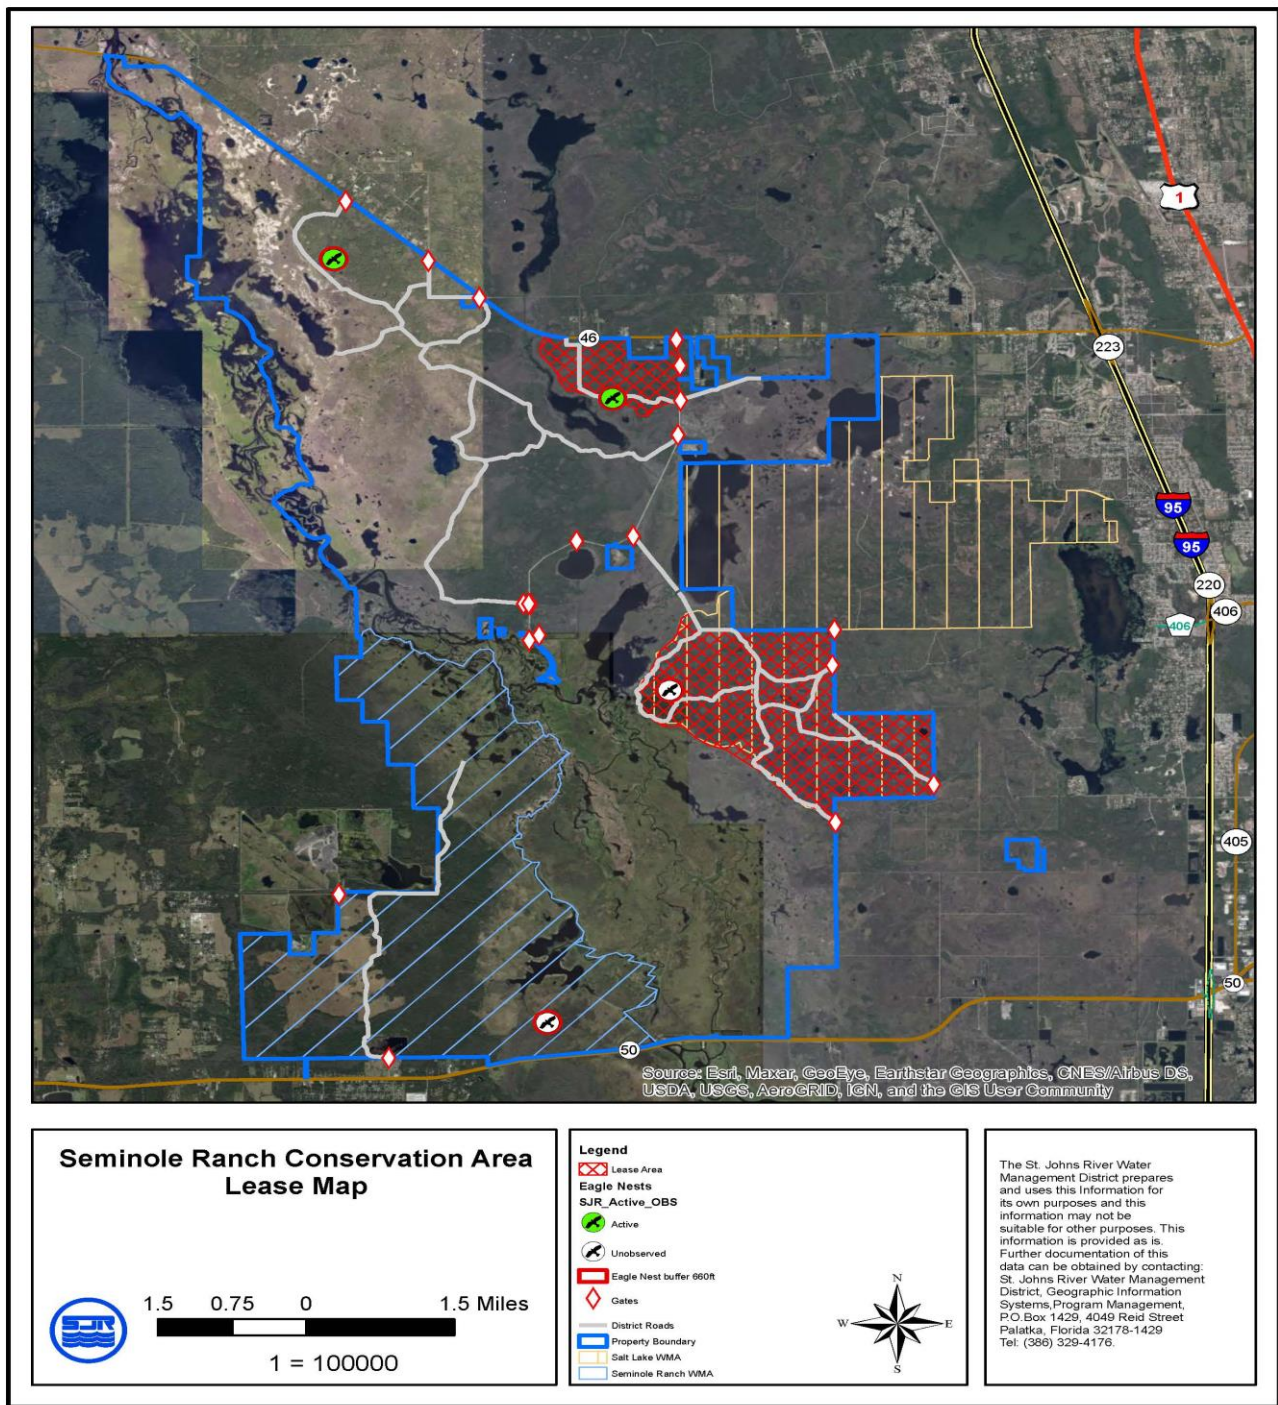 1
46
223
95
95
220
406
406
405
50
50
Source: Esri, Maxar, GeoEye, Earthstar Geographics, CNES/Airbus DS,
USDA, USGS, AeroGRID, IGN, and the GIS User Community
Seminole Ranch Conservation Area
Lease Map
SJR
1.5 0.75 0 1.5 Miles
1 = 100000
Legend
Lease Area
Eagle Nests
SJR_Active_OBS
Active
Unobserved
Eagle Nest buffer 660ft
Gates
District Roads
Property Boundary
Salt Lake WMA
Seminole Ranch WMA
N
W E
S
The St. Johns River Water
Management District prepares
and uses this Information for
its own purposes and this
information may not be
suitable for other purposes. This
information is provided as is.
Further documentation of this
data can be obtained by contacting:
St. Johns River Water Management
District, Geographic Information
Systems,Program Management,
P.O.Box 1429, 4049 Reid Street
Palatka, Florida 32178-1429
Tel: (386) 329-4176.